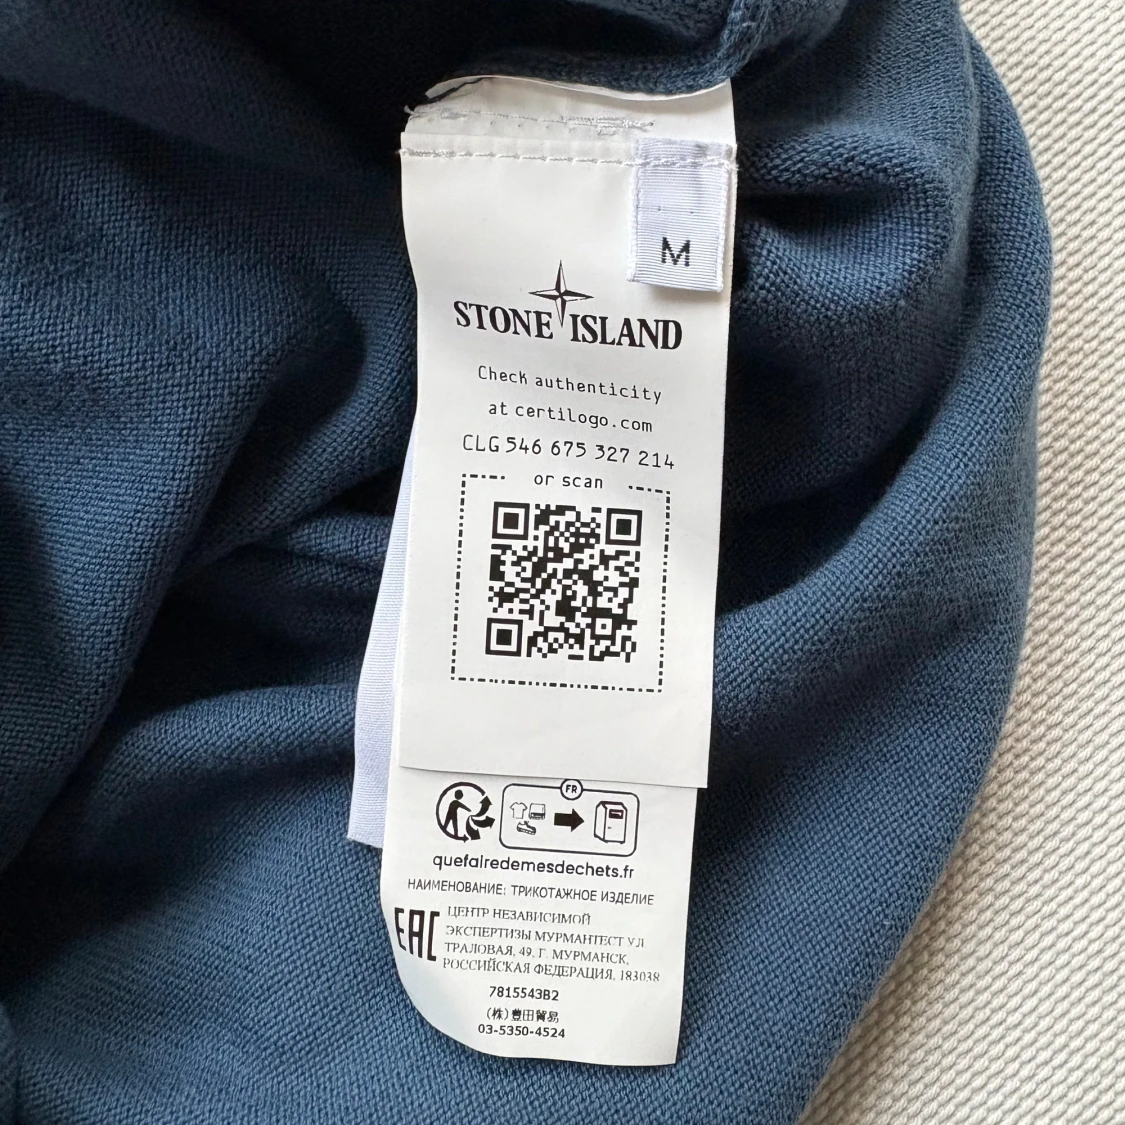 M
STONE ISLAND
Check authenticity
at certilogo.com
CLG 546 675 327 214
or scan
FR
quefairedemesdechets.fr
НАИМЕНОВАНИЕ: ТРИКОТАЖНОЕ ИЗДЕЛИЕ
EAC
ЦЕНТР НЕЗАВИСИМОЙ
ЭКСПЕРТИЗЫ МУРМАНТЕСТ УЛ
ТРАЛОВАЯ, 49, Г. МУРМАНСК,
РОССИЙСКАЯ ФЕДЕРАЦИЯ, 183038
7815543B2
(株)豊田貿易
03-5350-4524